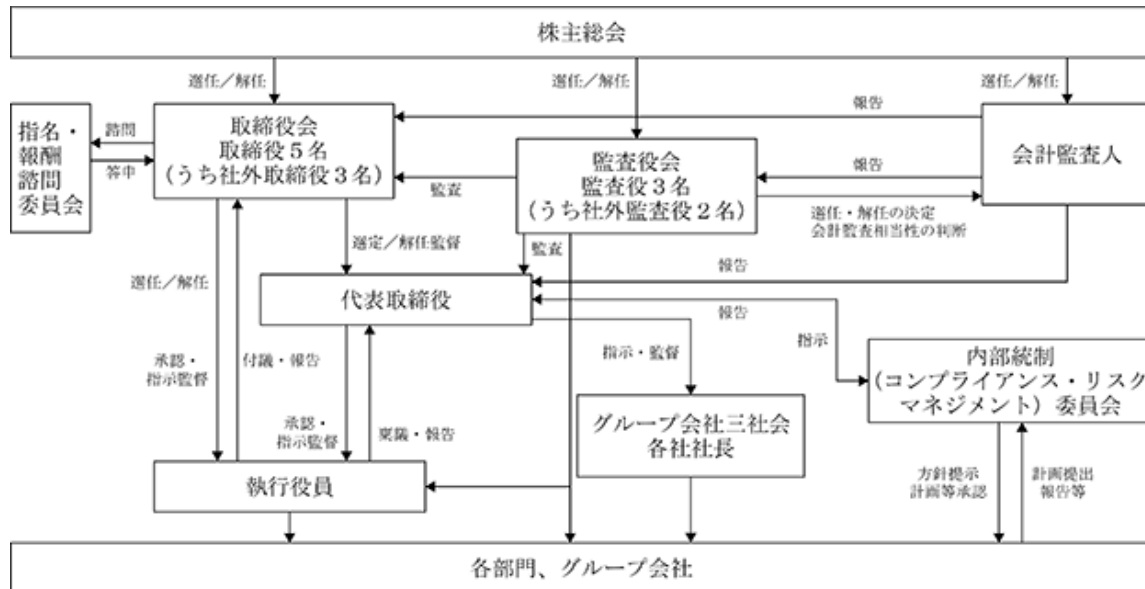 株主総会
選任／解任
選任／解任
選任／解任
報告
指名・
報酬
諮問
委員会
諮問
答申
取締役会
取締役５名
(うち社外取締役３名)
監査
監査役会
監査役３名
(うち社外監査役２名)
報告
会計監査人
選任・解任の決定
会計監査相当性の判断
選定／解任監督
監査
報告
選任／解任
代表取締役
報告
指示
承認・
指示監督
付議・報告
指示・監督
内部統制
(コンプライアンス・リスク
マネジメント）委員会
承認・
指示監督
稟議・報告
グループ会社三社会
各社社長
執行役員
方針提示
計画等承認
計画提出
報告等
各部門、グループ会社